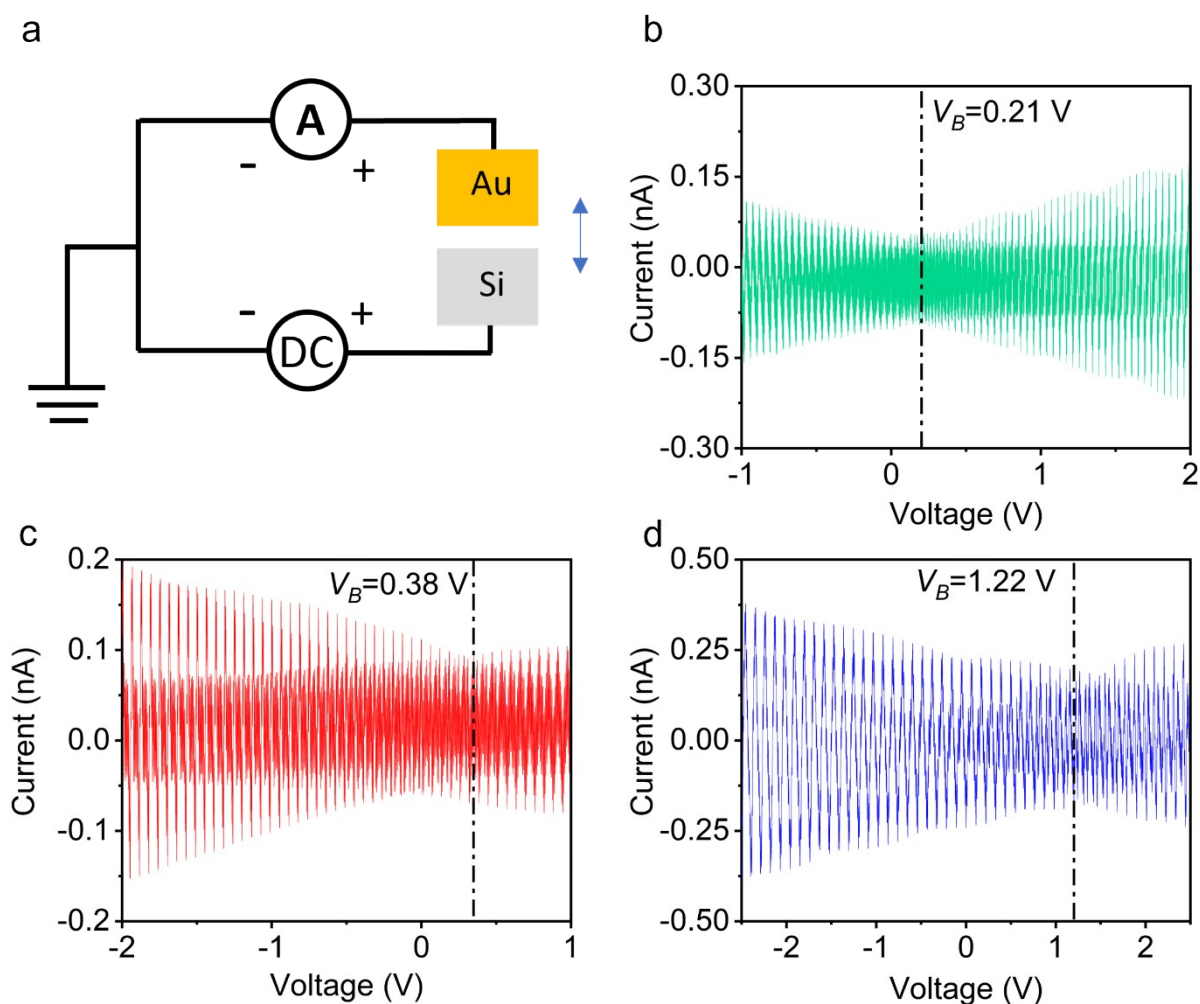 a
A
- +
Au
Si
- +
DC
b
V_B=0.21 V
0.30
0.15
0.00
-0.15
-0.30
Current (nA)
-1 0 1 2
Voltage (V)
c
V_B=0.38 V
0.2
0.1
0.0
-0.1
-0.2
Current (nA)
-2 -1 0 1
Voltage (V)
d
V_B=1.22 V
0.50
0.25
0.00
-0.25
-0.50
Current (nA)
-2 -1 0 1 2
Voltage (V)